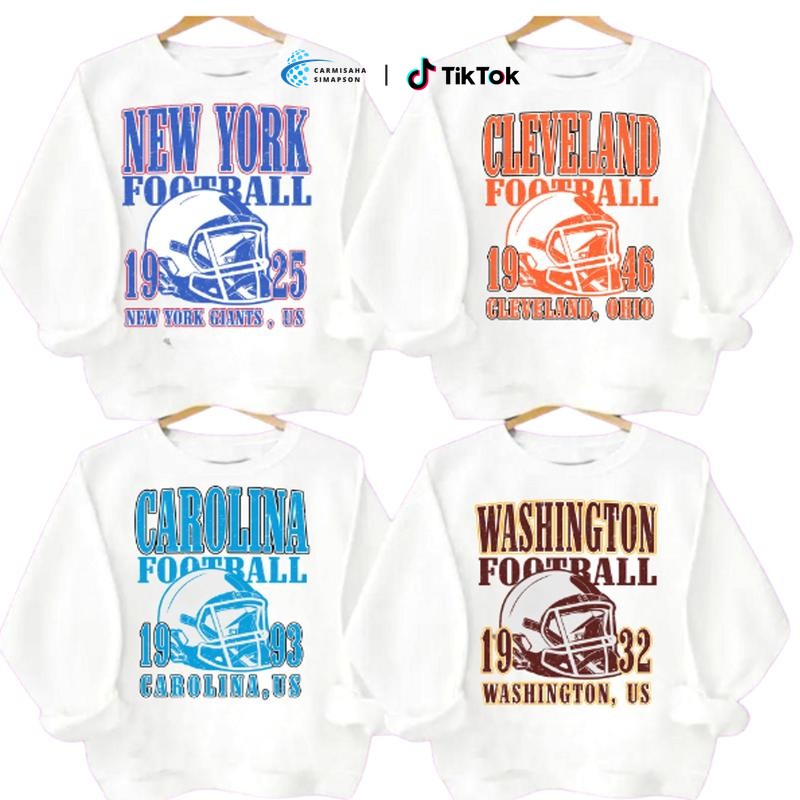 CARMISAHA
SIMAPSON
TikTok
NEW YORK
FOOTBALL
19 25
NEW YORK GIANTS , US
CLEVELAND
FOOTBALL
19 46
CLEVELAND, OHIO
CAROLINA
FOOTBALL
19 93
CAROLINA, US
WASHINGTON
FOOTBALL
19 32
WASHINGTON, US